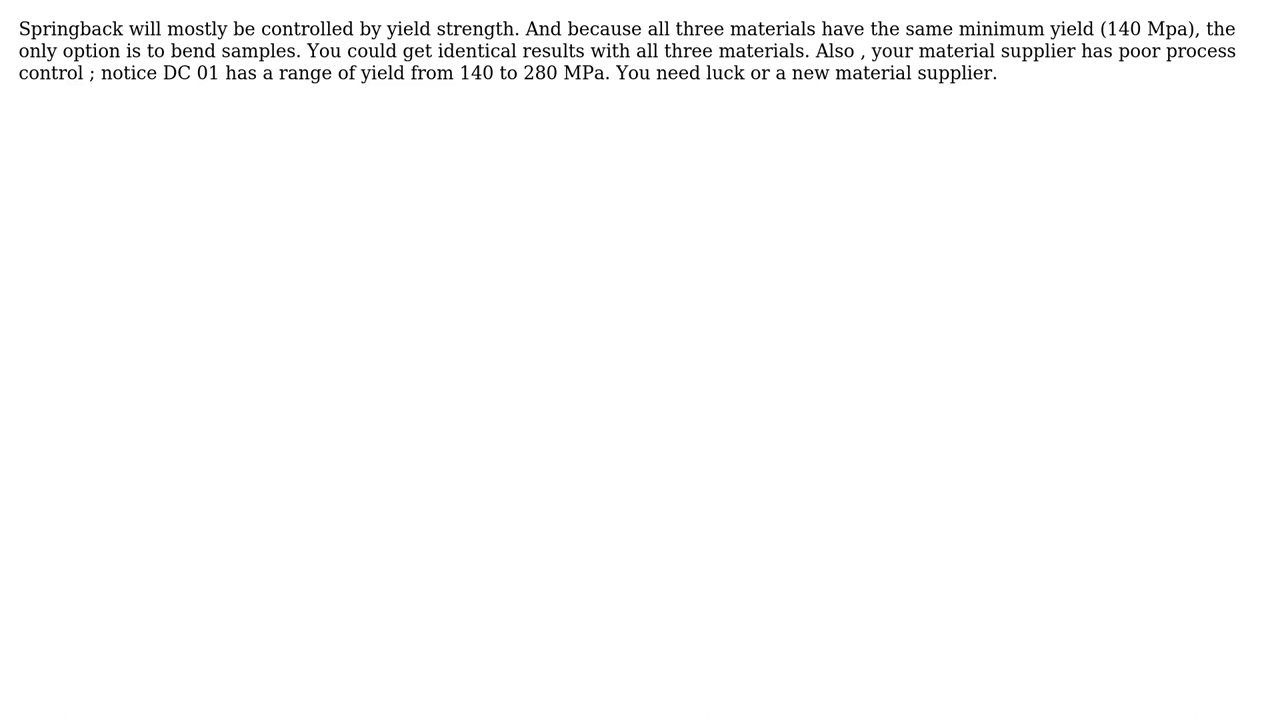 Springback will mostly be controlled by yield strength. And because all three materials have the same minimum yield (140 Mpa), the
only option is to bend samples. You could get identical results with all three materials. Also , your material supplier has poor process
control ; notice DC 01 has a range of yield from 140 to 280 MPa. You need luck or a new material supplier.